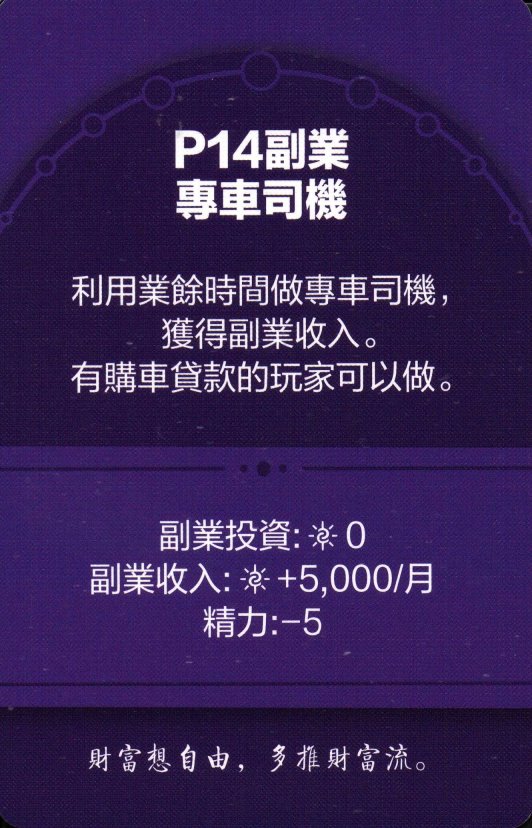 P14副業
專車司機
利用業餘時間做專車司機，
獲得副業收入。
有購車貸款的玩家可以做。
副業投資: 0
副業收入: +5,000/月
精力:−5
財富想自由，多推財富流。